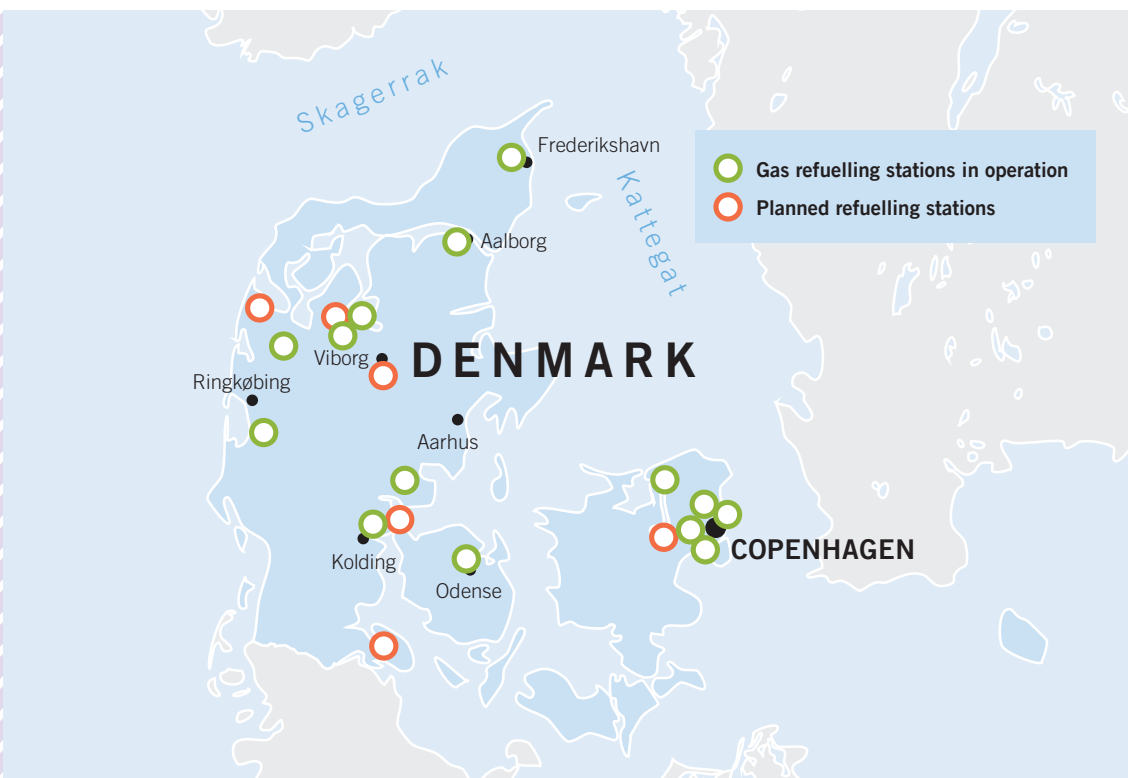 Skagerrak
Frederikshavn
Kattegat
Gas refuelling stations in operation
Planned refuelling stations
Aalborg
Viborg
DENMARK
Ringkøbing
Aarhus
COPENHAGEN
Kolding
Odense